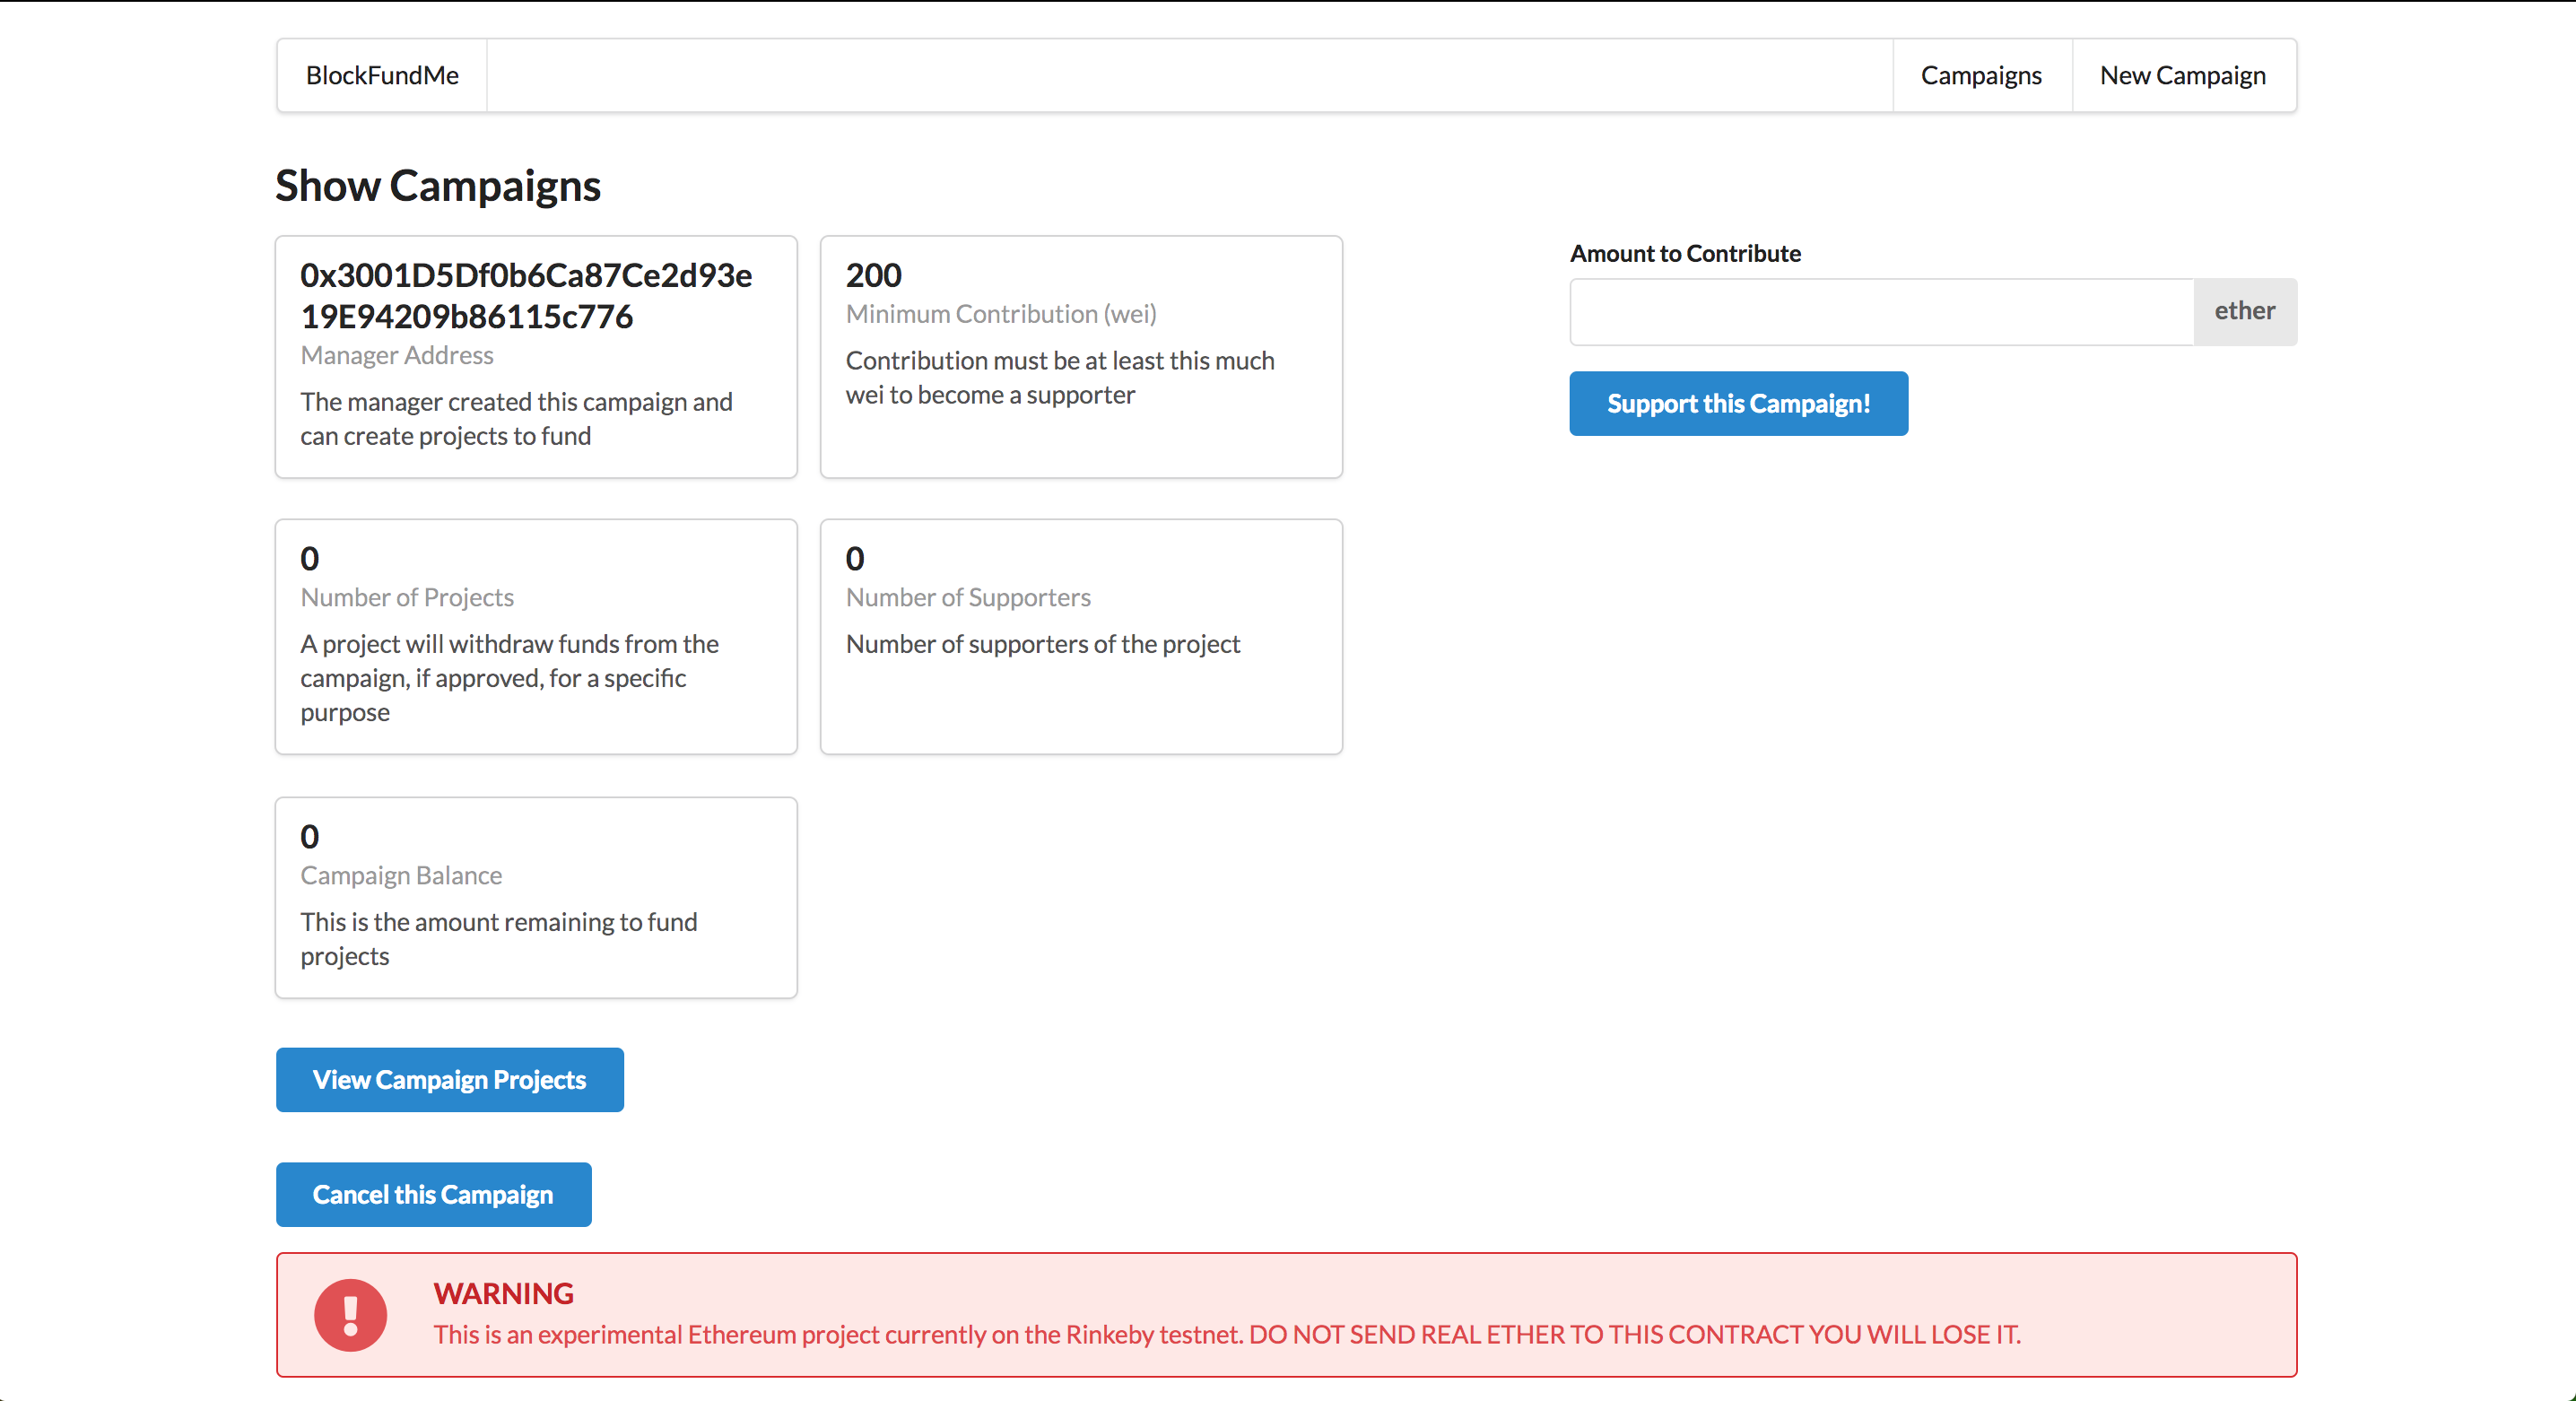 BlockFundMe
Campaigns
New Campaign
Show Campaigns
0x3001D5Df0b6Ca87Ce2d93e
19E94209b86115c776
Manager Address
The manager created this campaign and
can create projects to fund
200
Minimum Contribution (wei)
Contribution must be at least this much
wei to become a supporter
Amount to Contribute
ether
Support this Campaign!
0
Number of Projects
A project will withdraw funds from the
campaign, if approved, for a specific
purpose
0
Number of Supporters
Number of supporters of the project
0
Campaign Balance
This is the amount remaining to fund
projects
View Campaign Projects
Cancel this Campaign
WARNING
This is an experimental Ethereum project currently on the Rinkeby testnet. DO NOT SEND REAL ETHER TO THIS CONTRACT YOU WILL LOSE IT.